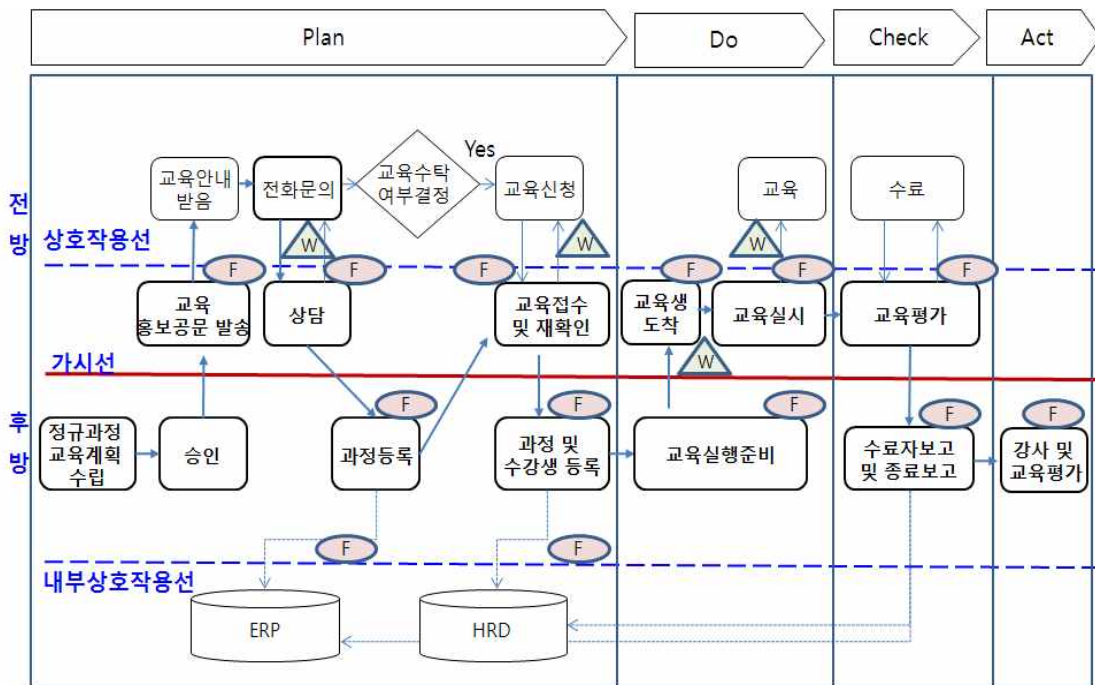 Plan
Do
Check
Act
전
방
교육안내
받음
전화문의
교육수탁
여부결정
Yes
교육신청
교육
수료
W
W
W
상호작용선
F
F
F
F
F
F
교육
홍보공문 발송
상담
교육접수
및 재확인
교육생
도착
교육실시
교육평가
W
가시선
후
방
F
F
F
F
F
정규과정
교육계획
수립
승인
과정등록
과정 및
수강생 등록
교육실행준비
수료자보고
및 종료보고
강사 및
교육평가
F
F
내부상호작용선
ERP
HRD